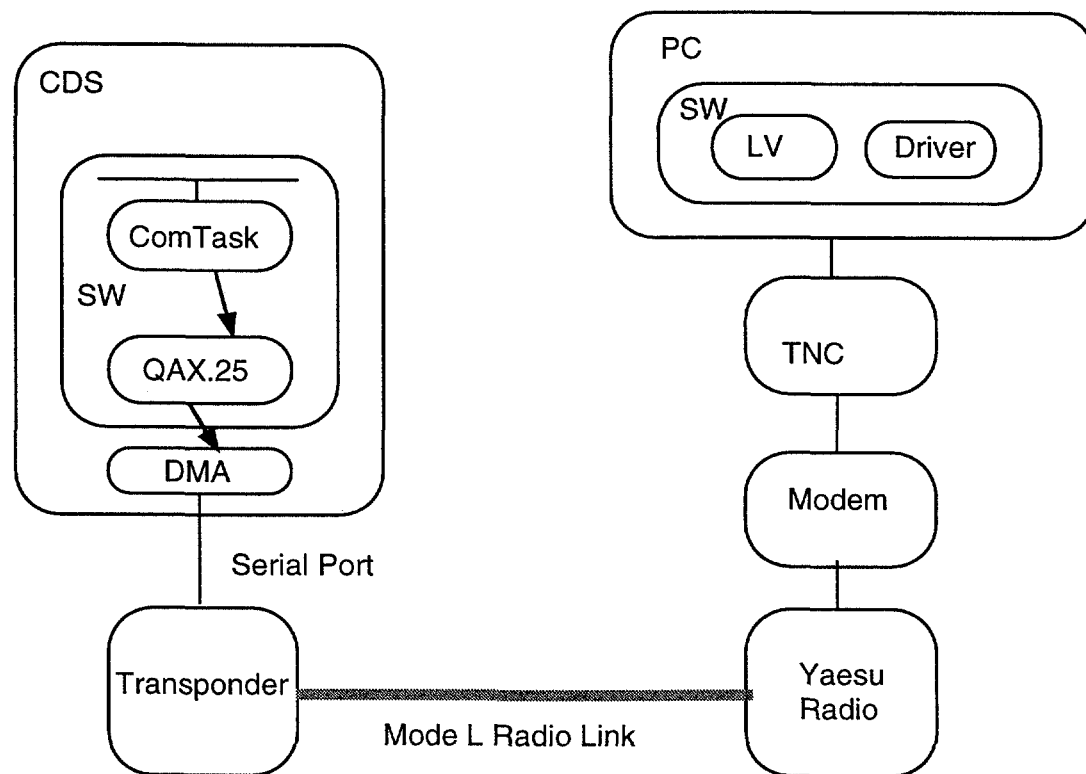 CDS
SW
ComTask
QAX.25
DMA
Serial Port
Transponder
Mode L Radio Link
PC
SW
LV
Driver
TNC
Modem
Yaesu
Radio